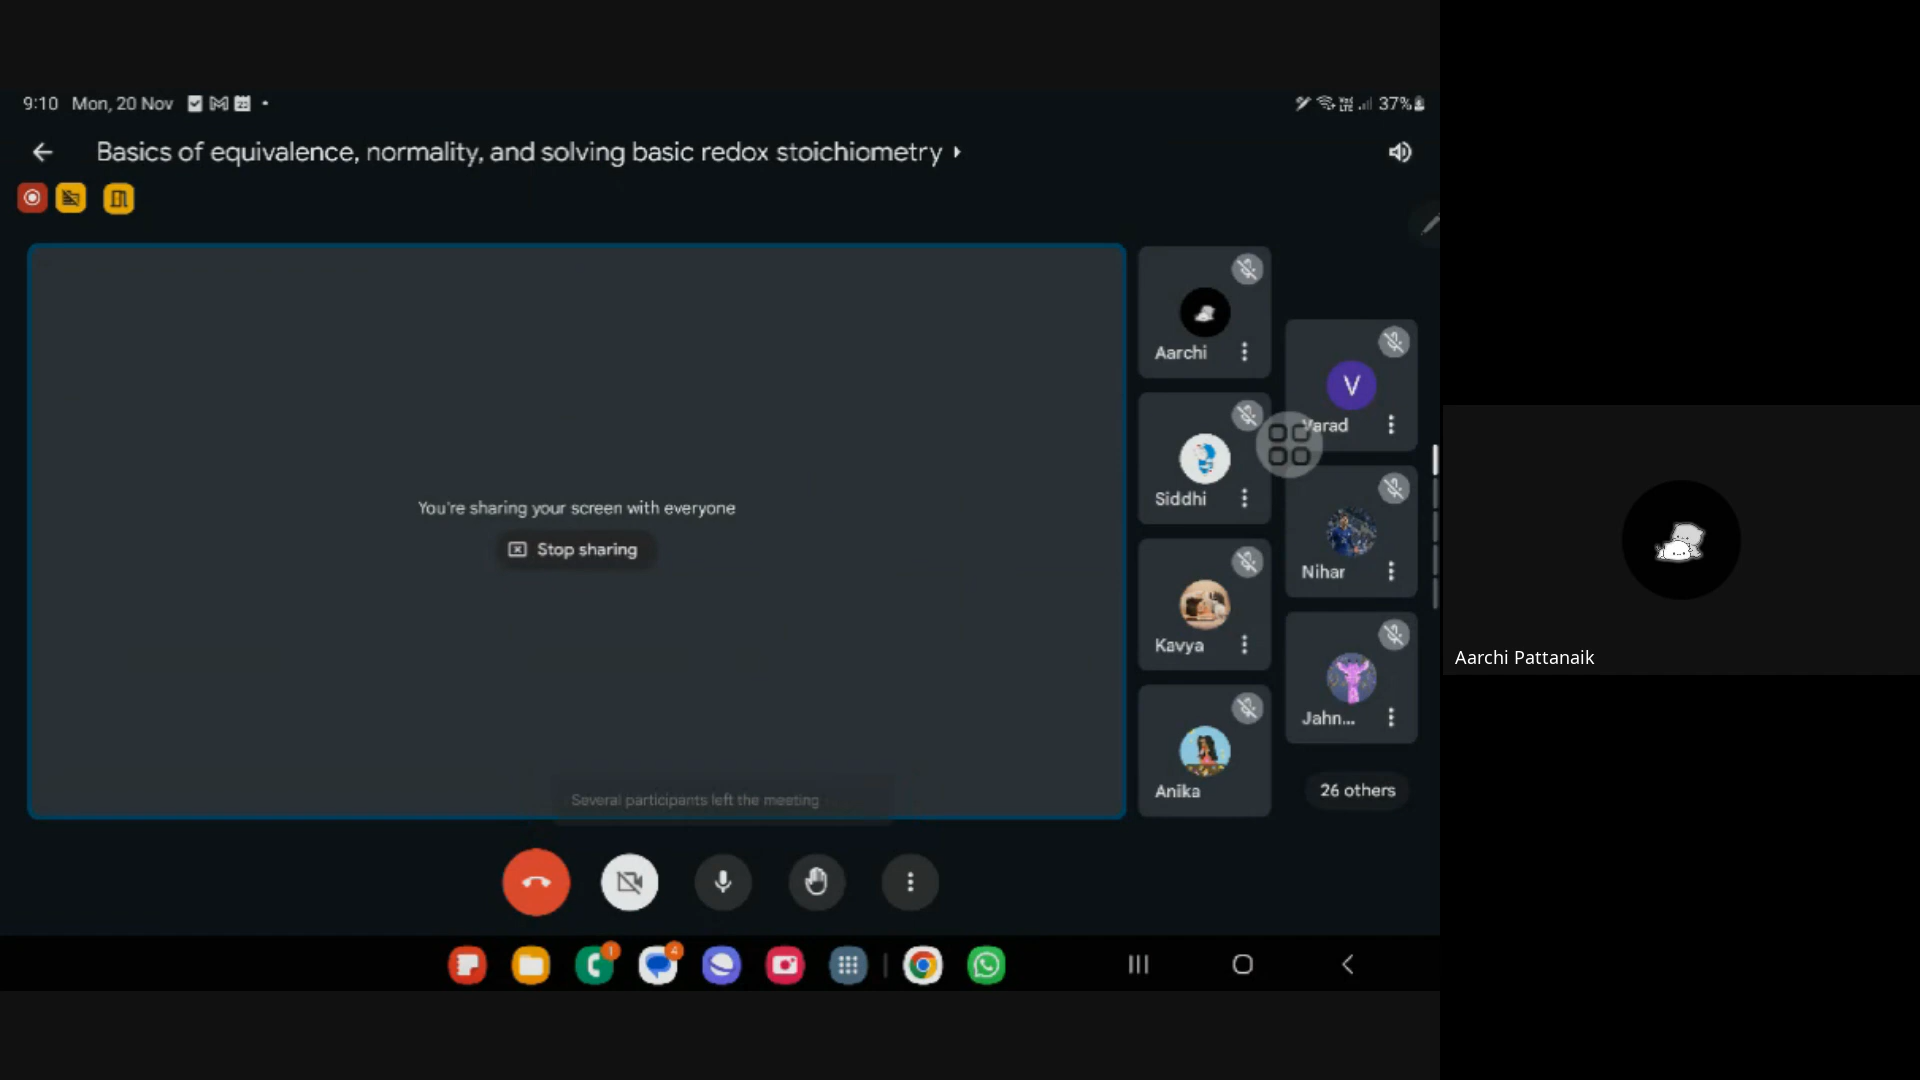 9:10 Mon, 20 Nov
37%
Basics of equivalence, normality, and solving basic redox stoichiometry
You're sharing your screen with everyone
Stop sharing
Several participants left the meeting
Aarchi
Siddhi
Kavya
Anika
V
Varad
Nihar
Jahn...
26 others
1
4
Aarchi Pattanaik